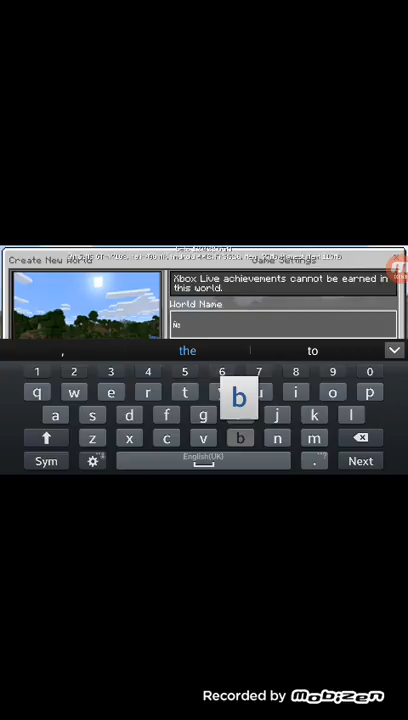 Create New World
Game Settings
Xbox Live achievements cannot be earned in
this world.
World Name
,
the
to
1 2 3 4 5 6 7 8 9 0
q w e r t u i o p
b
a s d f g j k l
z x c v b n m
Sym
English(UK)
.
Next
Recorded by MOBIZEN